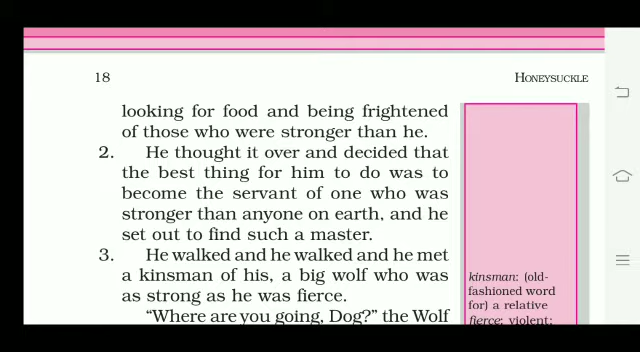 18
HONEYSUCKLE
looking for food and being frightened
of those who were stronger than he.
2. He thought it over and decided that
the best thing for him to do was to
become the servant of one who was
stronger than anyone on earth, and he
set out to find such a master.
3. He walked and he walked and he met
a kinsman of his, a big wolf who was
as strong as he was fierce.
"Where are you going, Dog?" the Wolf
kinsman: (old-
fashioned word
for) a relative
fierce: violent;